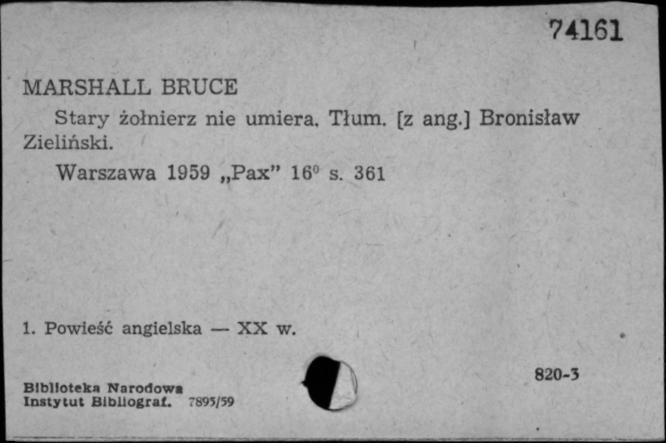 74161
MARSHALL BRUCE
Stary żołnierz nie umiera. Tłum. [z ang.] Bronisław
Zieliński.
Warszawa 1959 „Pax” 16⁰ s. 361
1. Powieść angielska — XX w.
820-3
Biblioteka Narodowa
Instytut Bibliograf. 7895/59